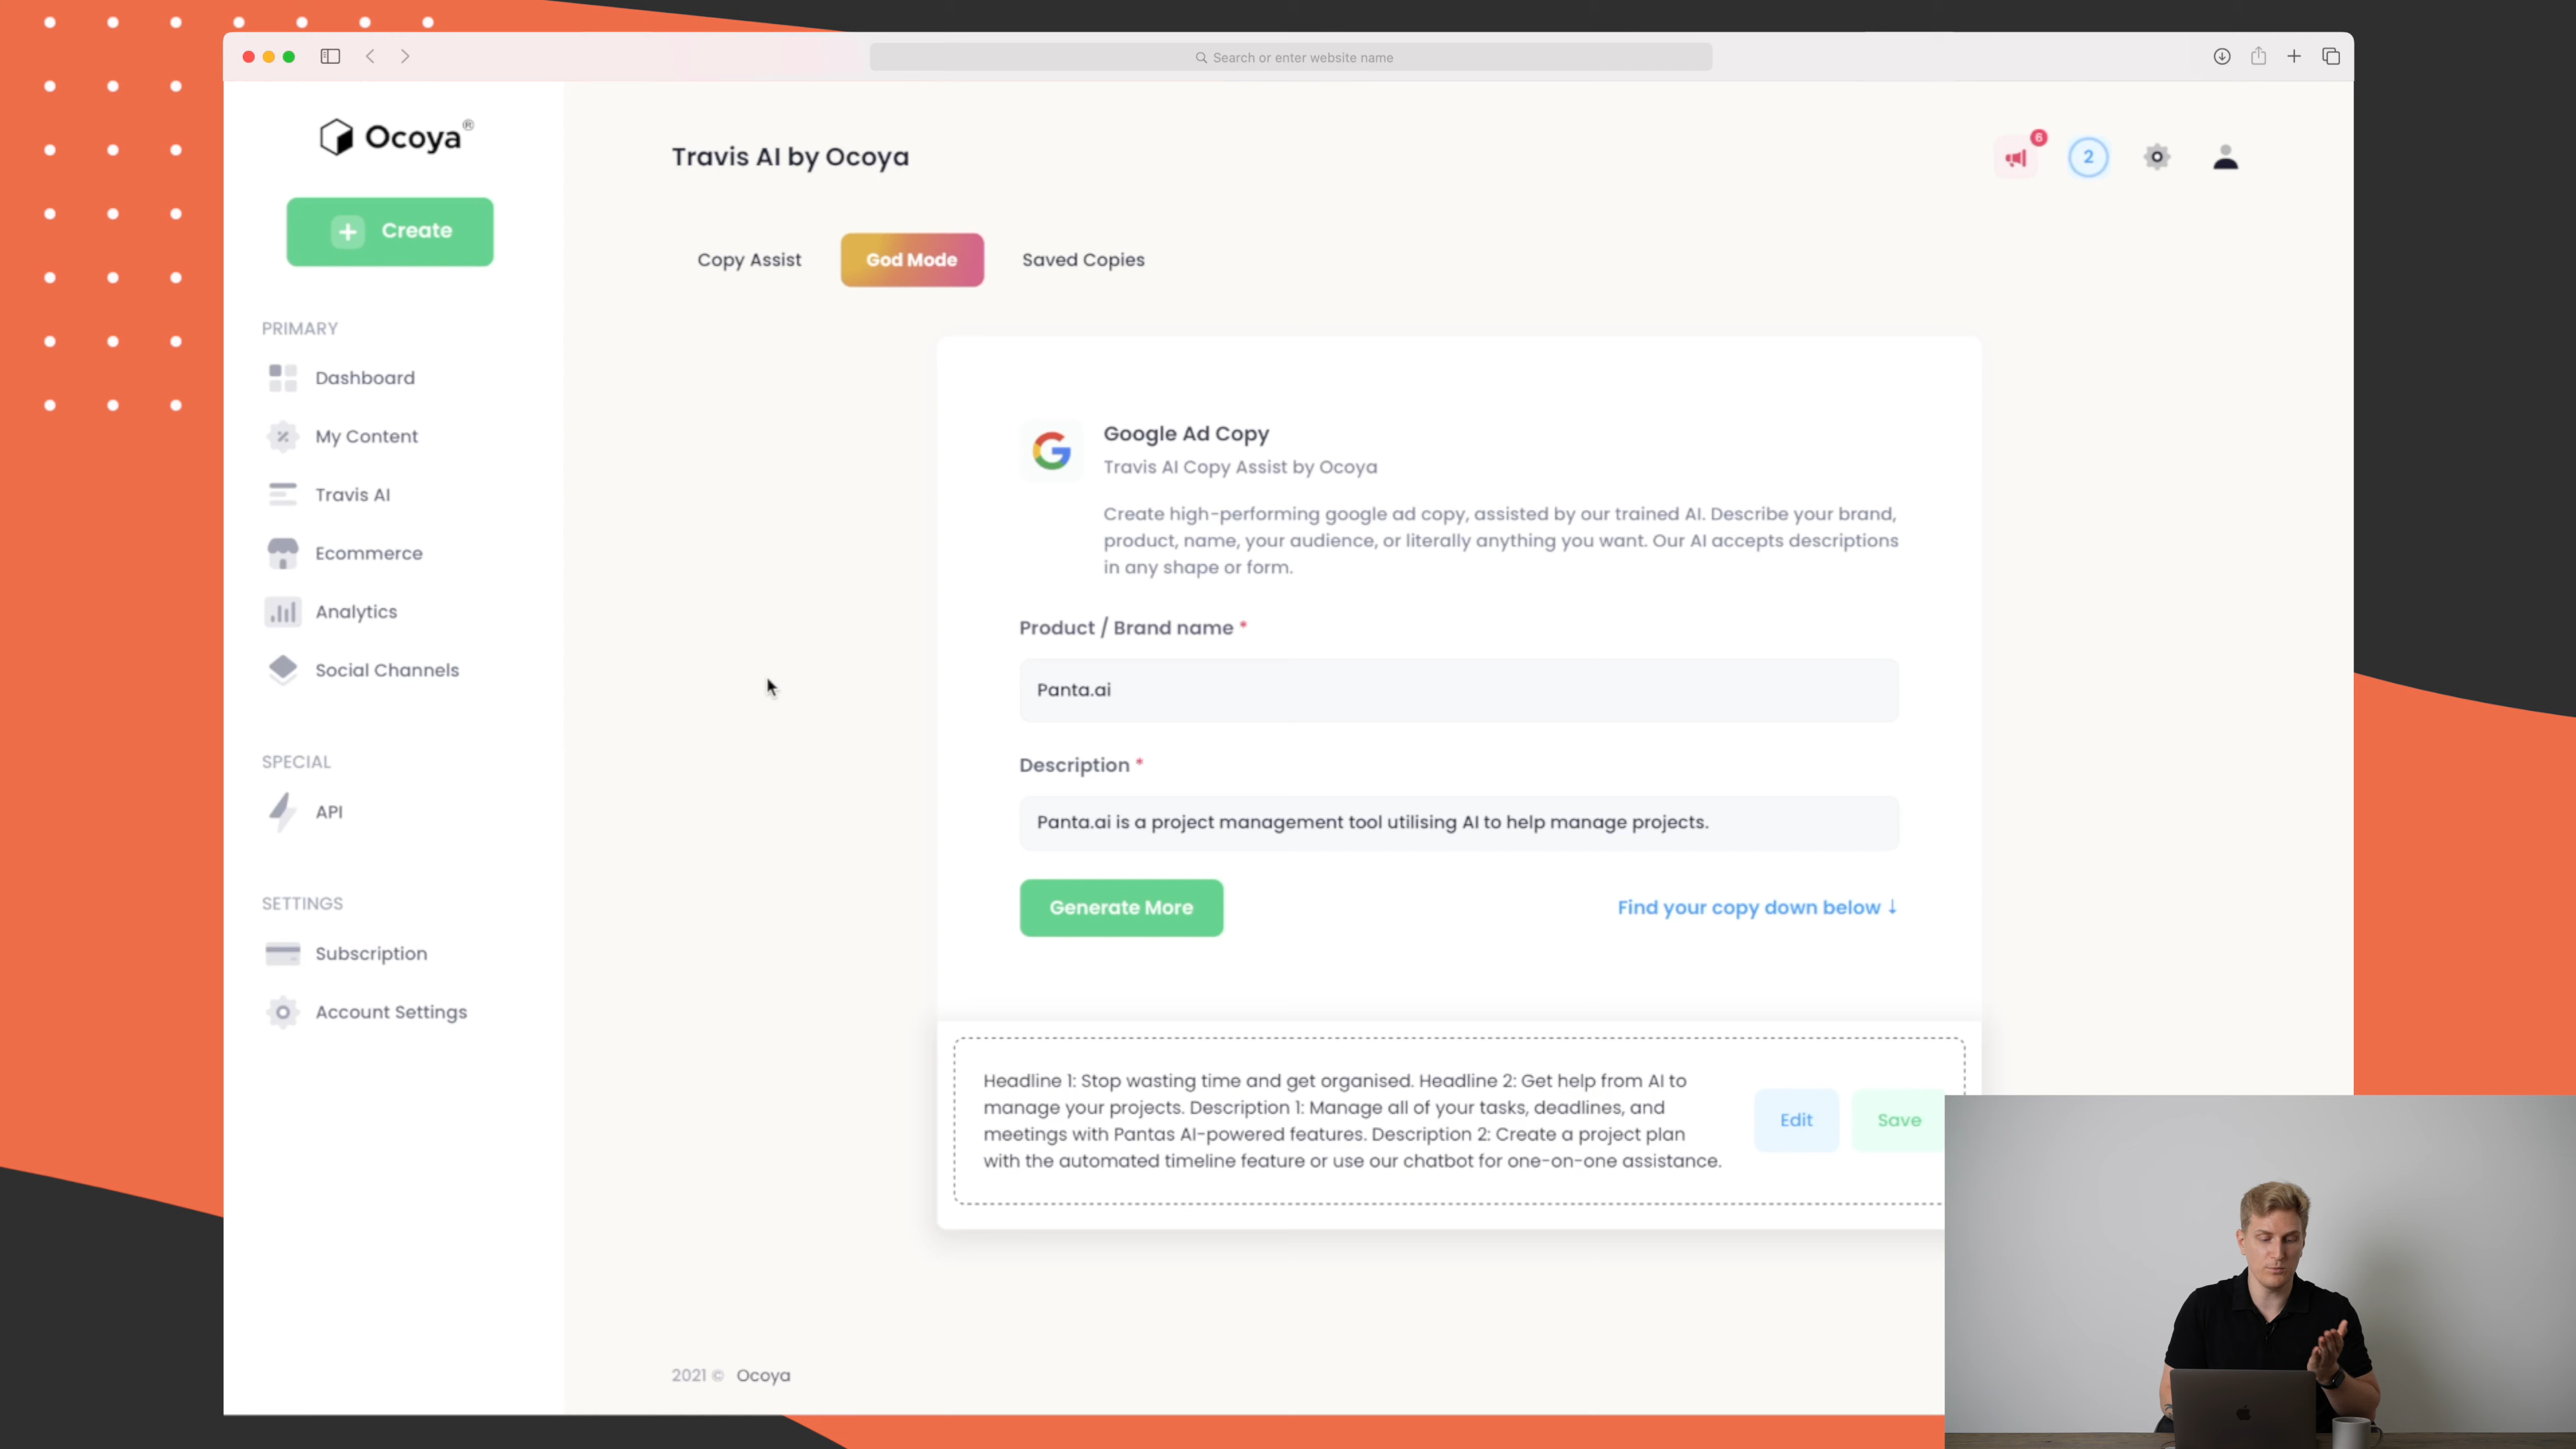 Search or enter website name
Ocoya®
Create
PRIMARY
Dashboard
My Content
Travis AI
Ecommerce
Analytics
Social Channels
SPECIAL
API
SETTINGS
Subscription
Account Settings
Travis AI by Ocoya
6
2
Copy Assist
God Mode
Saved Copies
Google Ad Copy
Travis AI Copy Assist by Ocoya
Create high-performing google ad copy, assisted by our trained AI. Describe your brand,
product, name, your audience, or literally anything you want. Our AI accepts descriptions
in any shape or form.
Product / Brand name *
Panta.ai
Description *
Panta.ai is a project management tool utilising AI to help manage projects.
Generate More
Find your copy down below ↓
Headline 1: Stop wasting time and get organised. Headline 2: Get help from AI to
manage your projects. Description 1: Manage all of your tasks, deadlines, and
meetings with Pantas AI-powered features. Description 2: Create a project plan
with the automated timeline feature or use our chatbot for one-on-one assistance.
Edit
Save
2021 © Ocoya